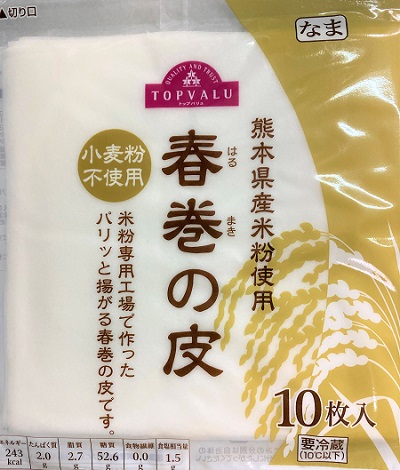 ▲切り口
なま
QUALITY AND TRUST
TOPVALU
トップバリュ
熊本県産米粉使用
春巻の皮
はる
まき
小麦粉
不使用
米粉専用工場で作った
パリッと揚がる春巻の皮です。
10枚入
要冷蔵
(10℃以下)
エネルギー
243
kcal
たんぱく質
2.0
g
脂質
2.7
g
糖質
52.6
g
食物繊維
0.0
g
食塩相当量
1.5
g